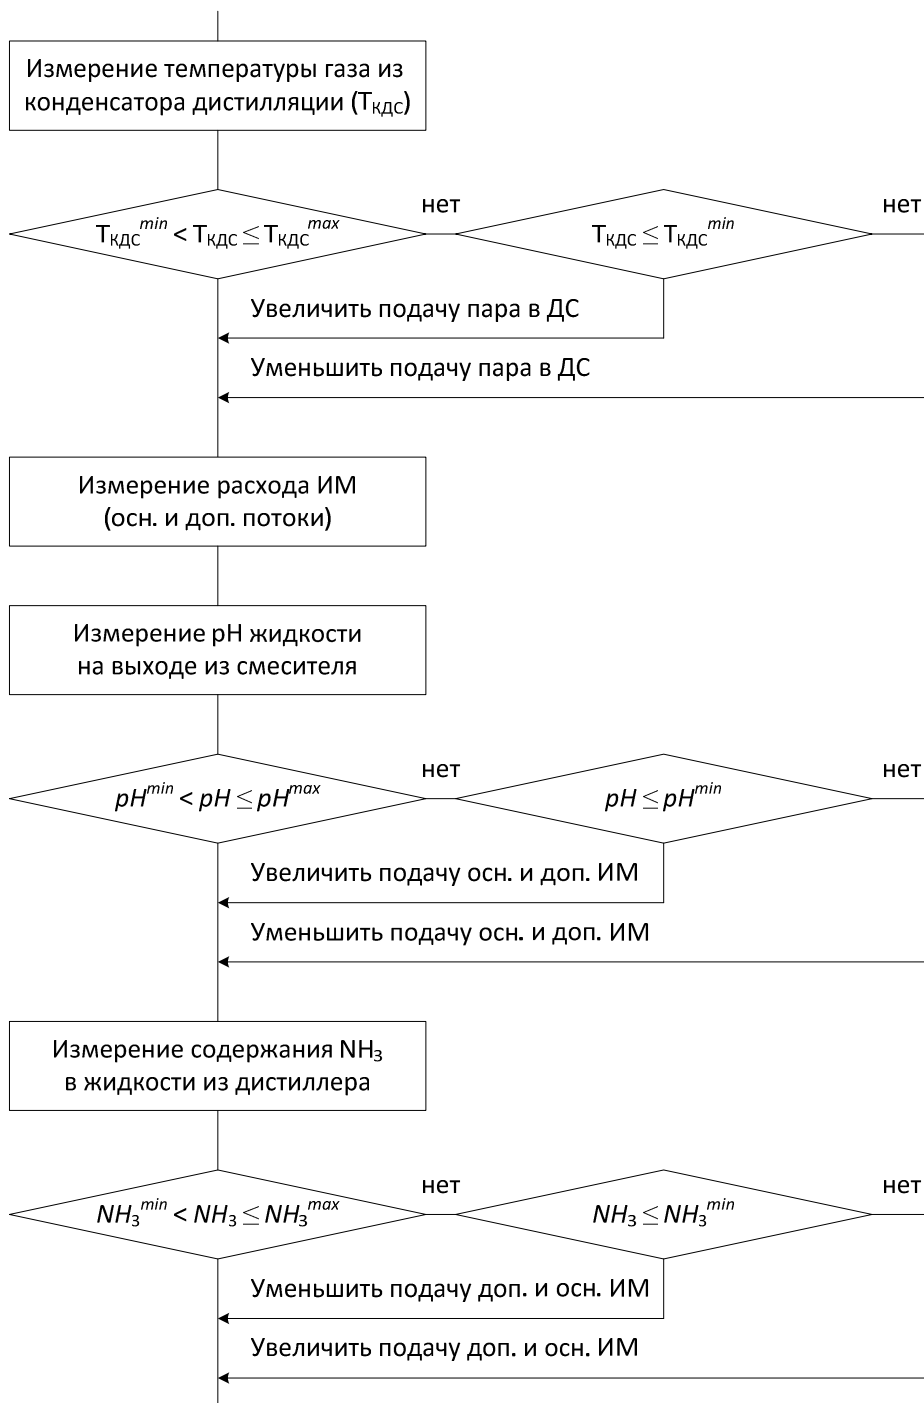 Измерение температуры газа из
конденсатора дистилляции (Tкдс)
нет
нет
Tкдс^min < Tкдс ≤ Tкдс^max
Tкдс ≤ Tкдс^min
Увеличить подачу пара в ДС
Уменьшить подачу пара в ДС
Измерение расхода ИМ
(осн. и доп. потоки)
Измерение pH жидкости
на выходе из смесителя
нет
нет
pH^min < pH ≤ pH^max
pH ≤ pH^min
Увеличить подачу осн. и доп. ИМ
Уменьшить подачу осн. и доп. ИМ
Измерение содержания NH₃
в жидкости из дистиллера
нет
нет
NH₃^min < NH₃ ≤ NH₃^max
NH₃ ≤ NH₃^min
Уменьшить подачу доп. и осн. ИМ
Увеличить подачу доп. и осн. ИМ